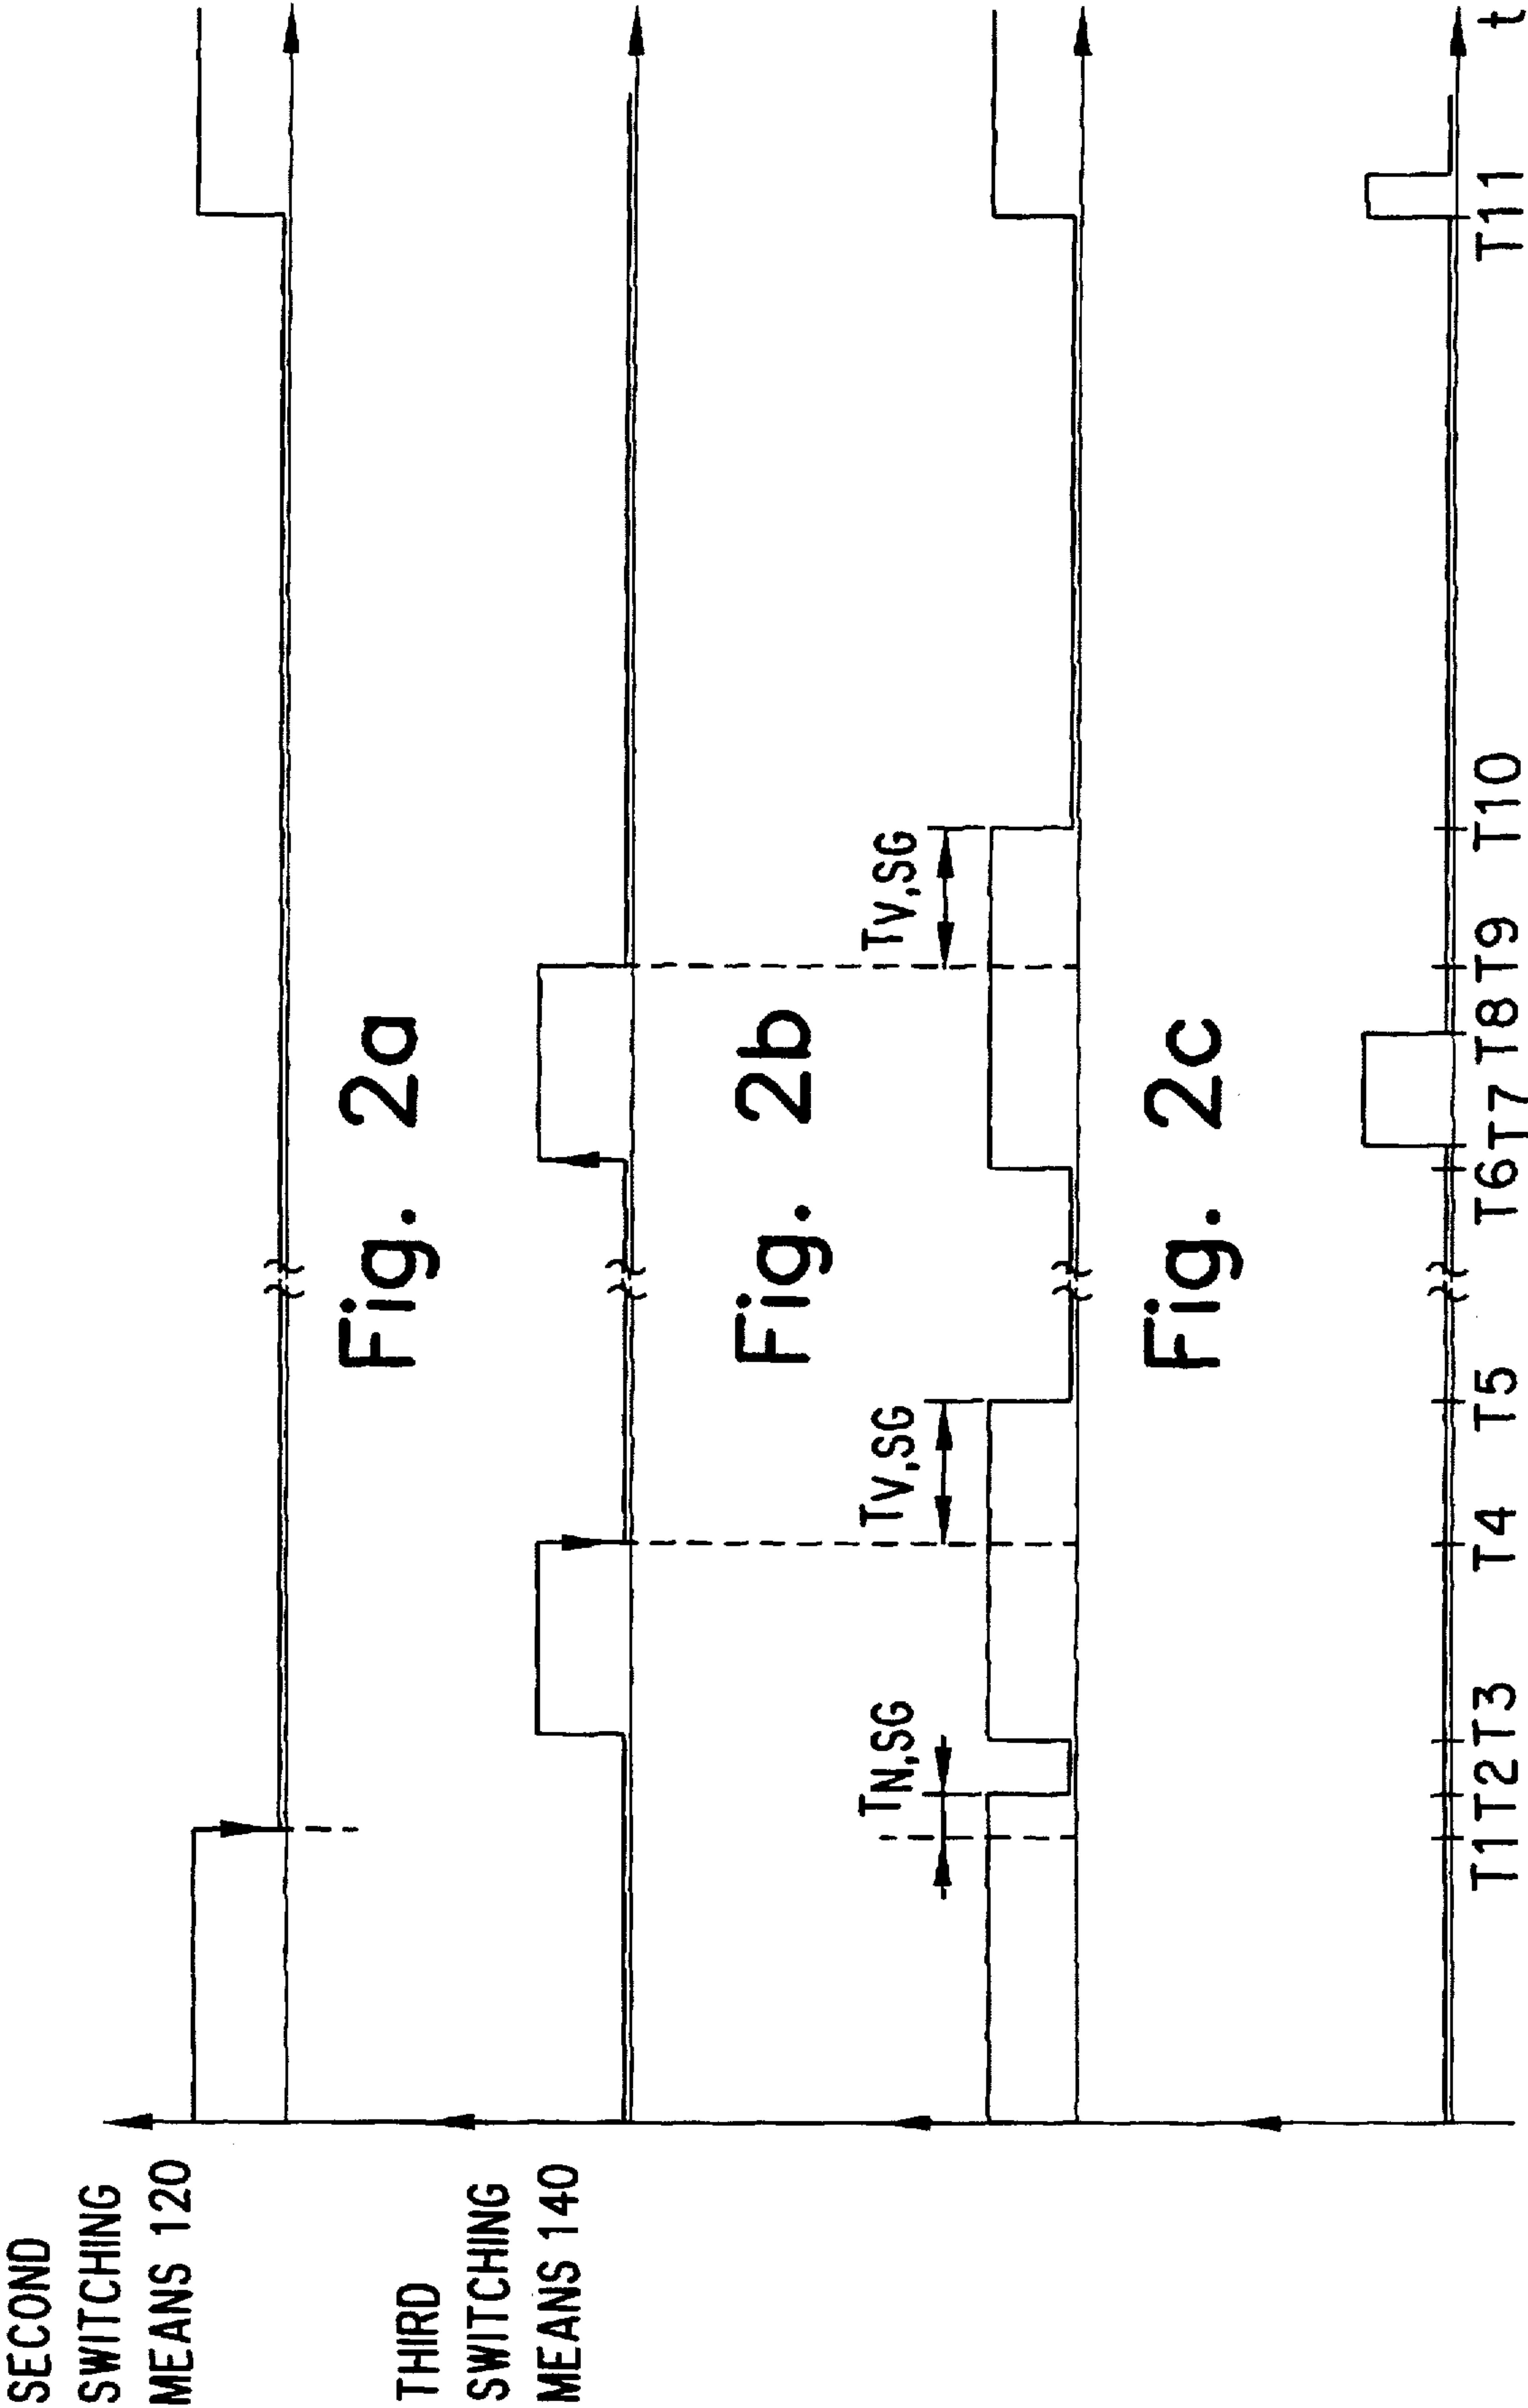 SECOND
SWITCHING
MEANS 120
Fig. 2a
THIRD
SWITCHING
MEANS 140
Fig. 2b
TN,SG
TV,SG
TV,SG
Fig. 2c
T1 T2 T3 T4 T5 T6 T7 T8 T9 T10 T11 t